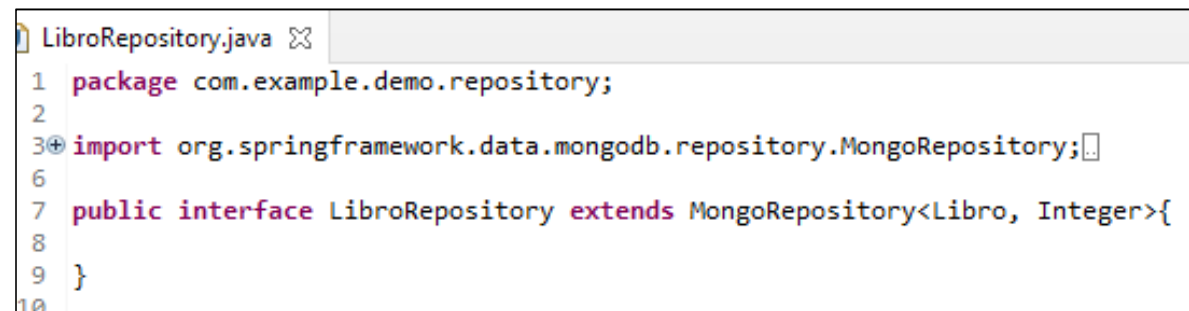 LibroRepository.java
1 package com.example.demo.repository;
2
3 import org.springframework.data.mongodb.repository.MongoRepository;
6
7 public interface LibroRepository extends MongoRepository<Libro, Integer>{
8
9 }
10